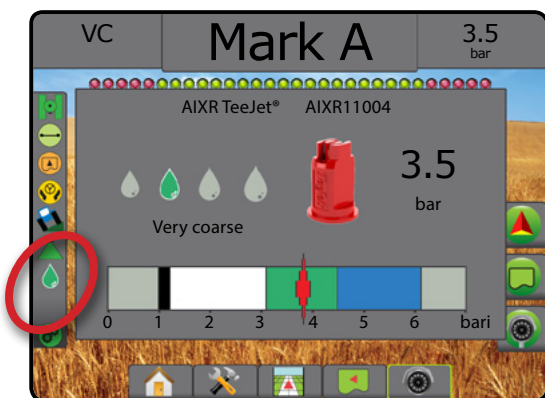 VC Mark A 3.5
bar
AIXR TeeJet® AIXR11004
3.5
bar
Very coarse
0 1 2 3 4 5 6 bari